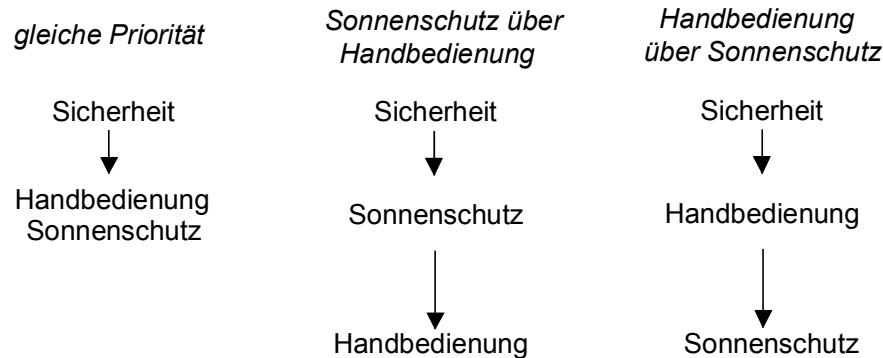 gleiche Priorität
Sicherheit
Handbedienung
Sonnenschutz
Sonnenschutz über
Handbedienung
Sicherheit
Sonnenschutz
Handbedienung
Handbedienung
über Sonnenschutz
Sicherheit
Handbedienung
Sonnenschutz